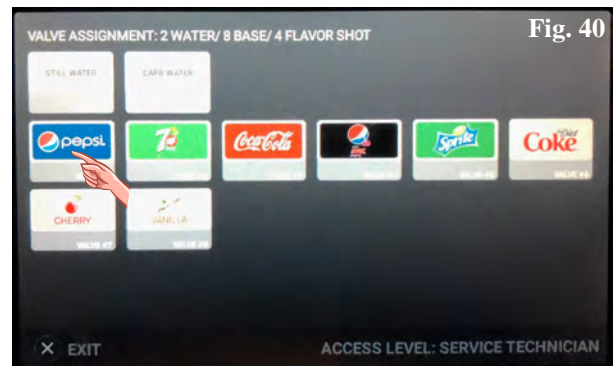 Fig. 40
VALVE ASSIGNMENT: 2 WATER/ 8 BASE/ 4 FLAVOR SHOT
STILL WATER CARB WATER
pepsi 7 Coca-Cola Sprite Diet Coke
VALVE #6
CHERRY VANILLA
VALVE #7 VALVE #8
EXIT ACCESS LEVEL: SERVICE TECHNICIAN